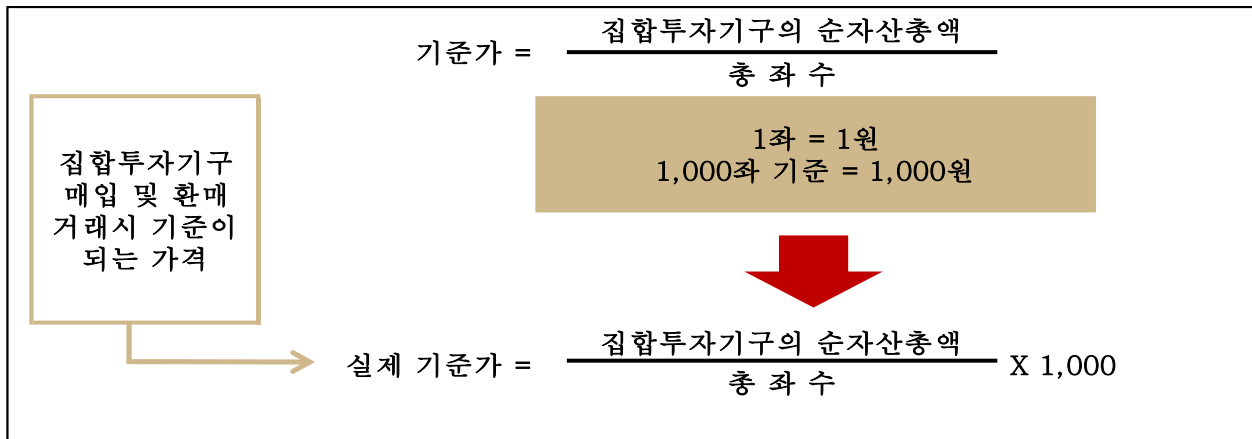 기준가 =
집합투자기구의 순자산총액
총 좌 수
1좌 = 1원
1,000좌 기준 = 1,000원
집합투자기구
매입 및 환매
거래시 기준이
되는 가격
실제 기준가 =
집합투자기구의 순자산총액
총 좌 수
X 1,000